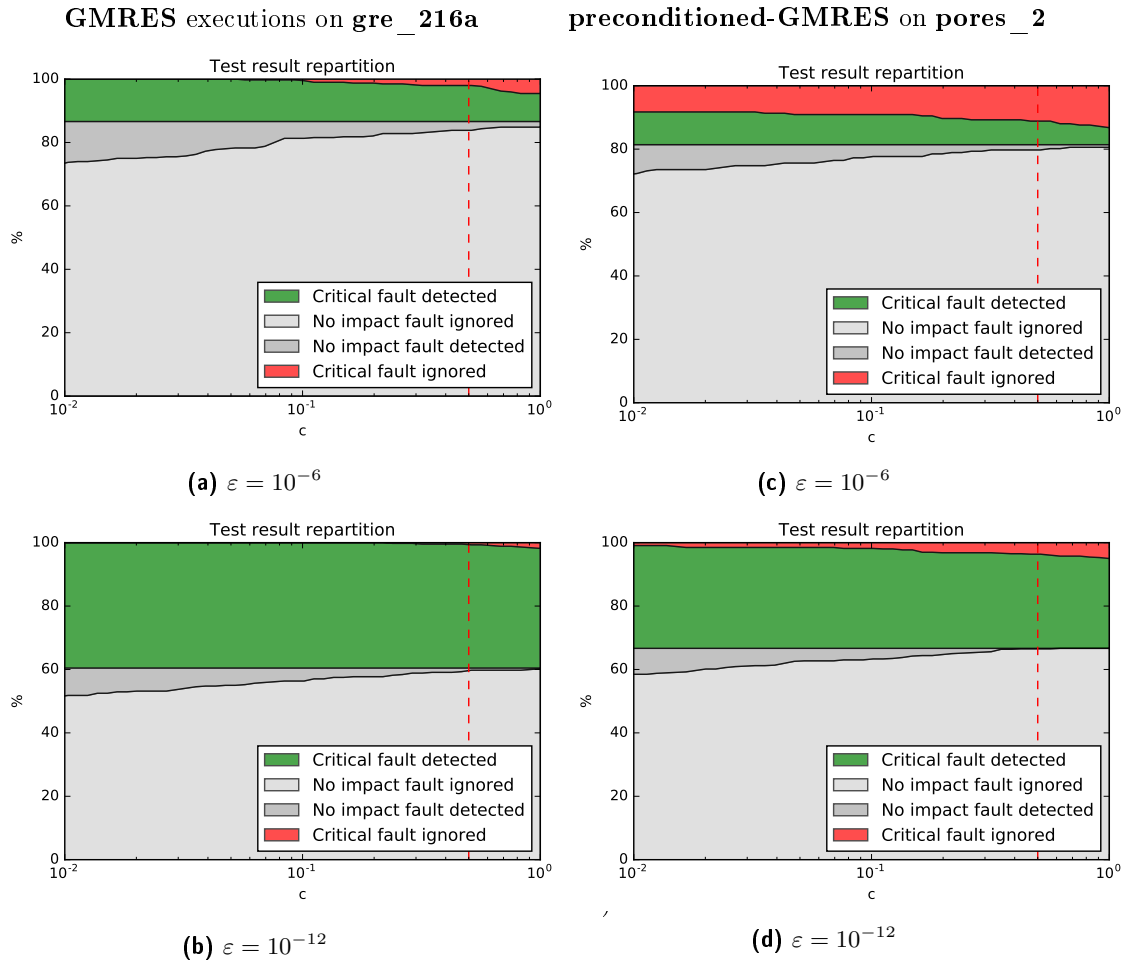 GMRES executions on gre_216a
preconditioned-GMRES on pores_2
Test result repartition
100
80
60
40
20
0
%
Critical fault detected
No impact fault ignored
No impact fault detected
Critical fault ignored
10^-2
10^-1
10^0
c
(a) ε = 10^-6
Test result repartition
100
80
60
40
20
0
%
Critical fault detected
No impact fault ignored
No impact fault detected
Critical fault ignored
10^-2
10^-1
10^0
c
(c) ε = 10^-6
Test result repartition
100
80
60
40
20
0
%
Critical fault detected
No impact fault ignored
No impact fault detected
Critical fault ignored
10^-2
10^-1
10^0
c
(b) ε = 10^-12
Test result repartition
100
80
60
40
20
0
%
Critical fault detected
No impact fault ignored
No impact fault detected
Critical fault ignored
10^-2
10^-1
10^0
c
,
(d) ε = 10^-12